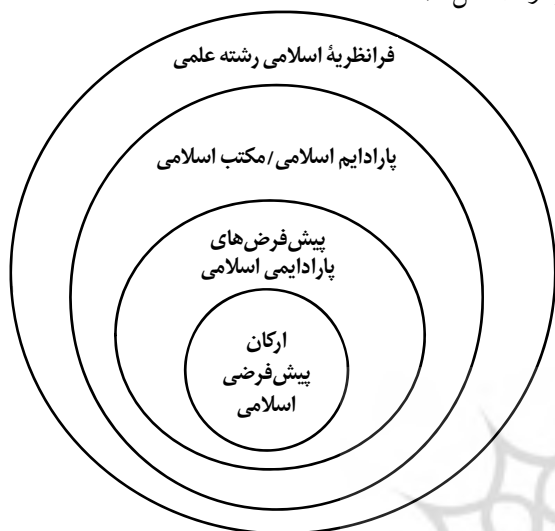 فرانظریهٔ اسلامی رشته علمی
پارادایم اسلامی/مکتب اسلامی
پیش‌فرض‌های
پارادایمی اسلامی
ارکان
پیش‌فرضی
اسلامی